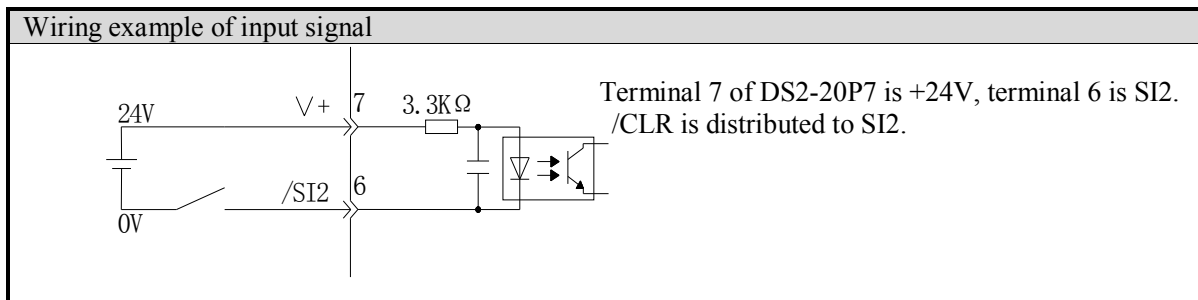 Wiring example of input signal
24V
V+
7
3.3KΩ
Terminal 7 of DS2-20P7 is +24V, terminal 6 is SI2.
/CLR is distributed to SI2.
/SI2
6
0V